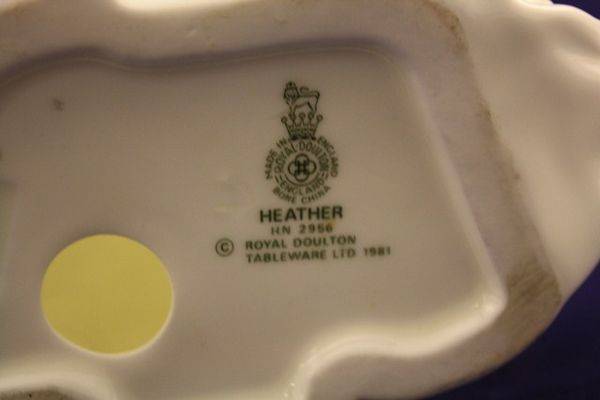 MADE IN ENGLAND
ROYAL DOULTON
ENGLAND
BONE CHINA
HEATHER
HN 2956
© ROYAL DOULTON
TABLEWARE LTD 1981